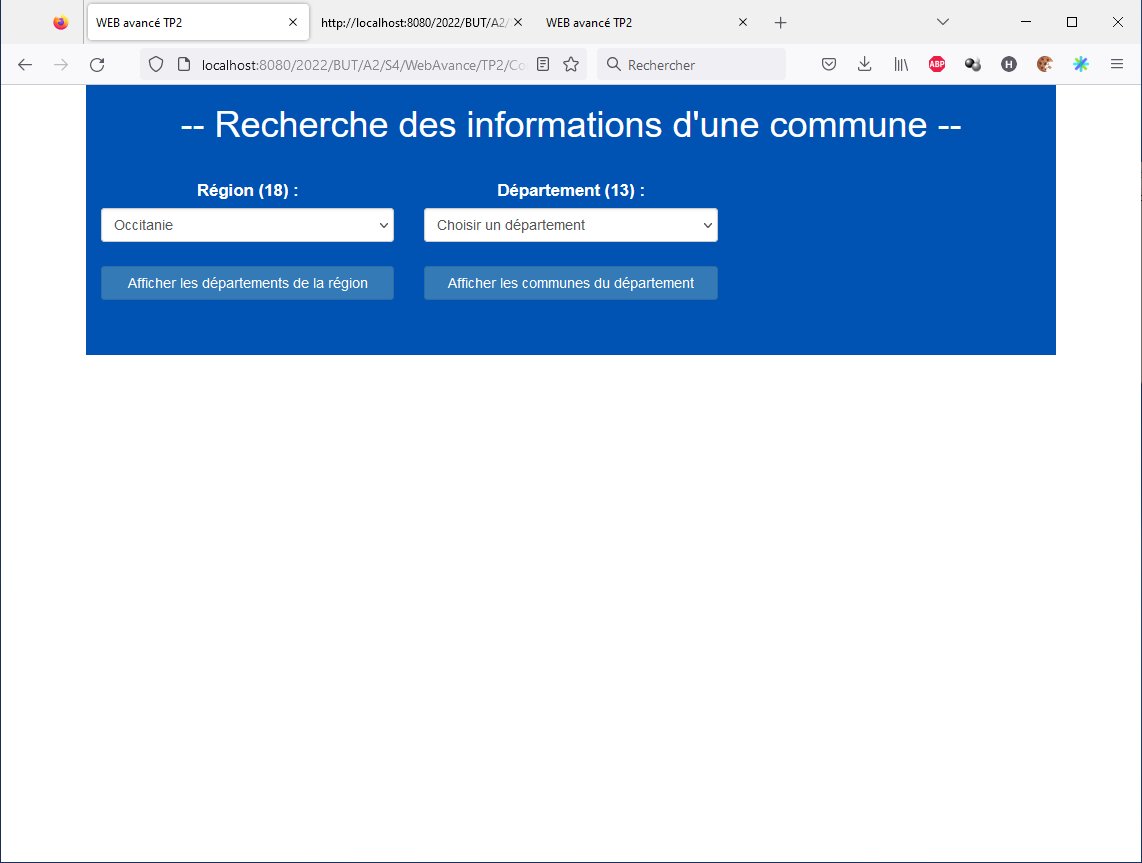 WEB avancé TP2
http://localhost:8080/2022/BUT/A2/
WEB avancé TP2
localhost:8080/2022/BUT/A2/S4/WebAvance/TP2/Co
Rechercher
ABP
H
-- Recherche des informations d'une commune --
Région (18) :
Département (13) :
Occitanie
Choisir un département
Afficher les départements de la région
Afficher les communes du département